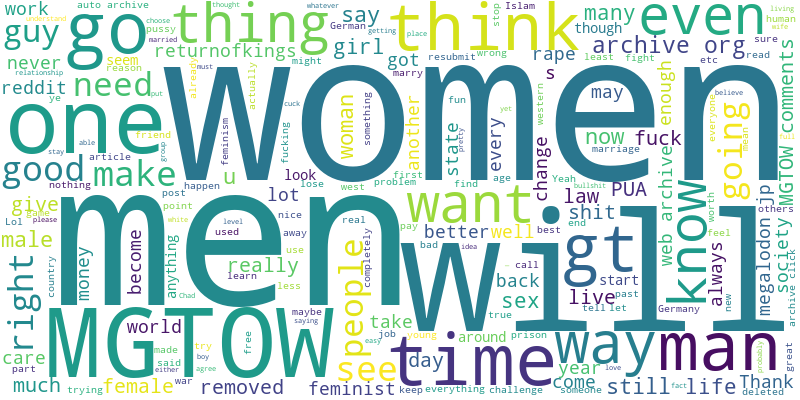 work
auto archive
say
German
thought
whatever
choose
guy
go
thing
pussy
think
many
stop
Islam
even
living
human
wife
married
never
seem
reason
returnofkings
girl
got
might
marry
resubmit
rape
wrong
though
archive org
least
fight
etc
sure
read
understand
getting
place
reddit
need
ye
put
relationship
must
already
actually
cuck
fucking
woman
something
another
fun
pretty
yet
s
western
may
enough
everyone
mean
believe
one
women
able
stay
group
friend
feminism
state
every
change
now
fuck
going
MGTOW comments
good
make
u
article
nothing
happen
look
west
lose
problem
first
find
age
Yeah
marriage
bullshit
law
PUA
web archive
give
game
Lol
please
post
point
white
lot
nice
used
level
away
real
completely
men
want
pay
better
well
bad
idea
best
end
shit
will
gt
know
worth
feel
always
megalodon jp
society
others
archive click
full
male
right
country
money
become
anything
Chad
really
learn
use
less
people
sex
back
call
true
live
tell
let
past
start
Germany
new
MGTOW
world
maybe
saying
take
try
boy
agree
free
job
young
easy
see
time
day
around
prison
way
man
probably
great
care
part
made
said
either
much
trying
female
war
removed
feminist
keep
everything
love
year
challenge
come
someone
still
fact
life
Thank
deleted